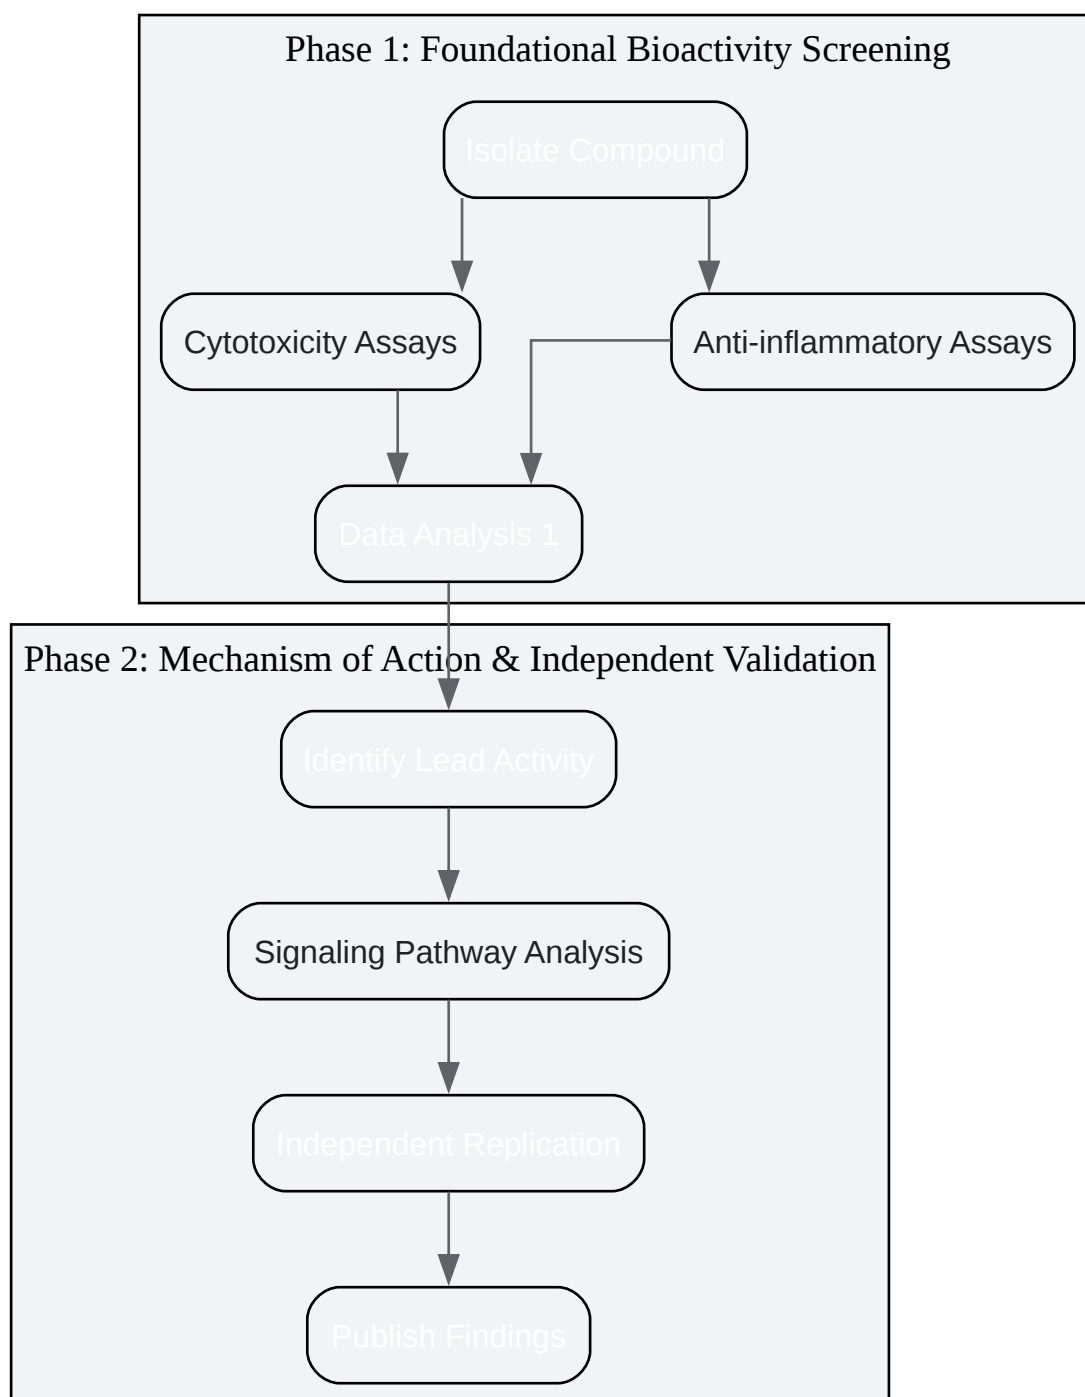 Phase 1: Foundational Bioactivity Screening
Isolate Compound
Cytotoxicity Assays
Anti-inflammatory Assays
Data Analysis 1
Phase 2: Mechanism of Action & Independent Validation
Identify Lead Activity
Signaling Pathway Analysis
Independent Replication
Publish Findings